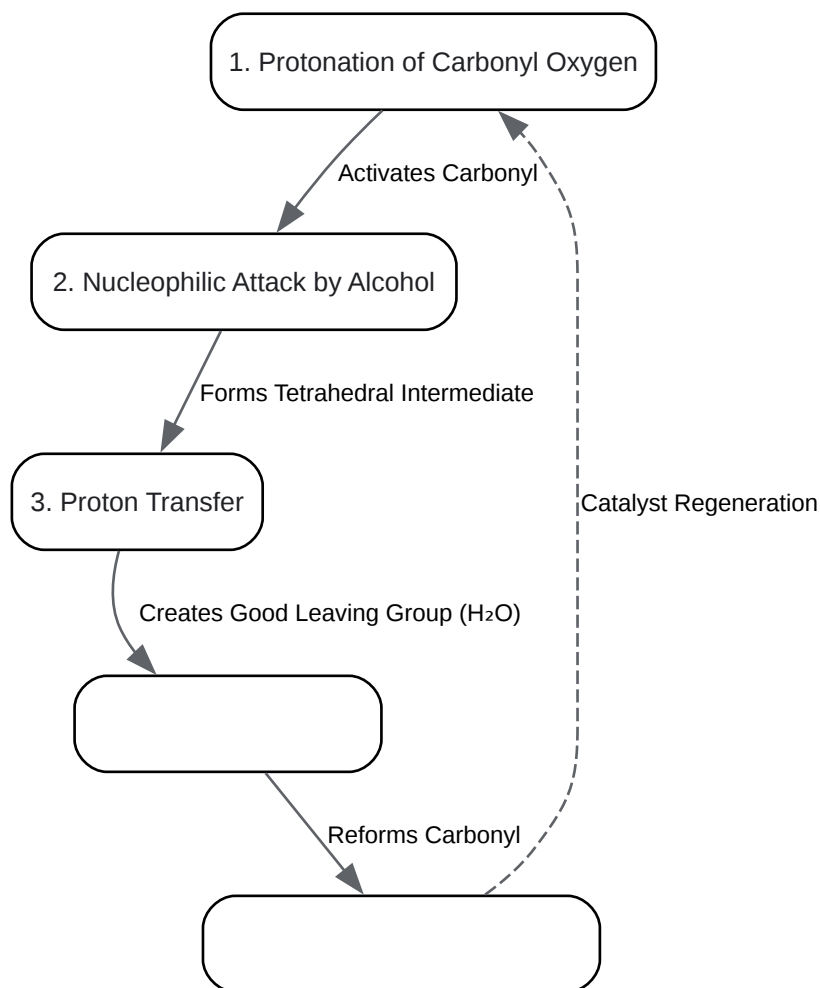 1. Protonation of Carbonyl Oxygen
Activates Carbonyl
2. Nucleophilic Attack by Alcohol
Forms Tetrahedral Intermediate
3. Proton Transfer
Catalyst Regeneration
Creates Good Leaving Group (H₂O)
Reforms Carbonyl